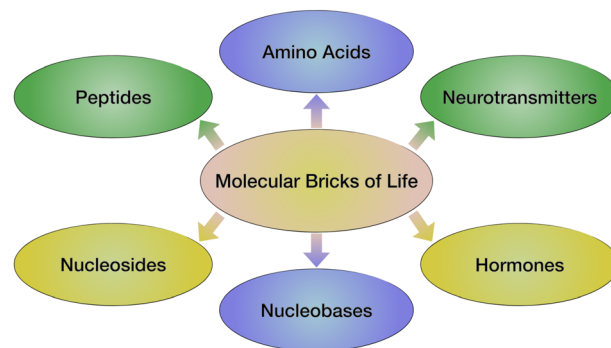 Amino Acids
Peptides
Neurotransmitters
Molecular Bricks of Life
Nucleosides
Hormones
Nucleobases